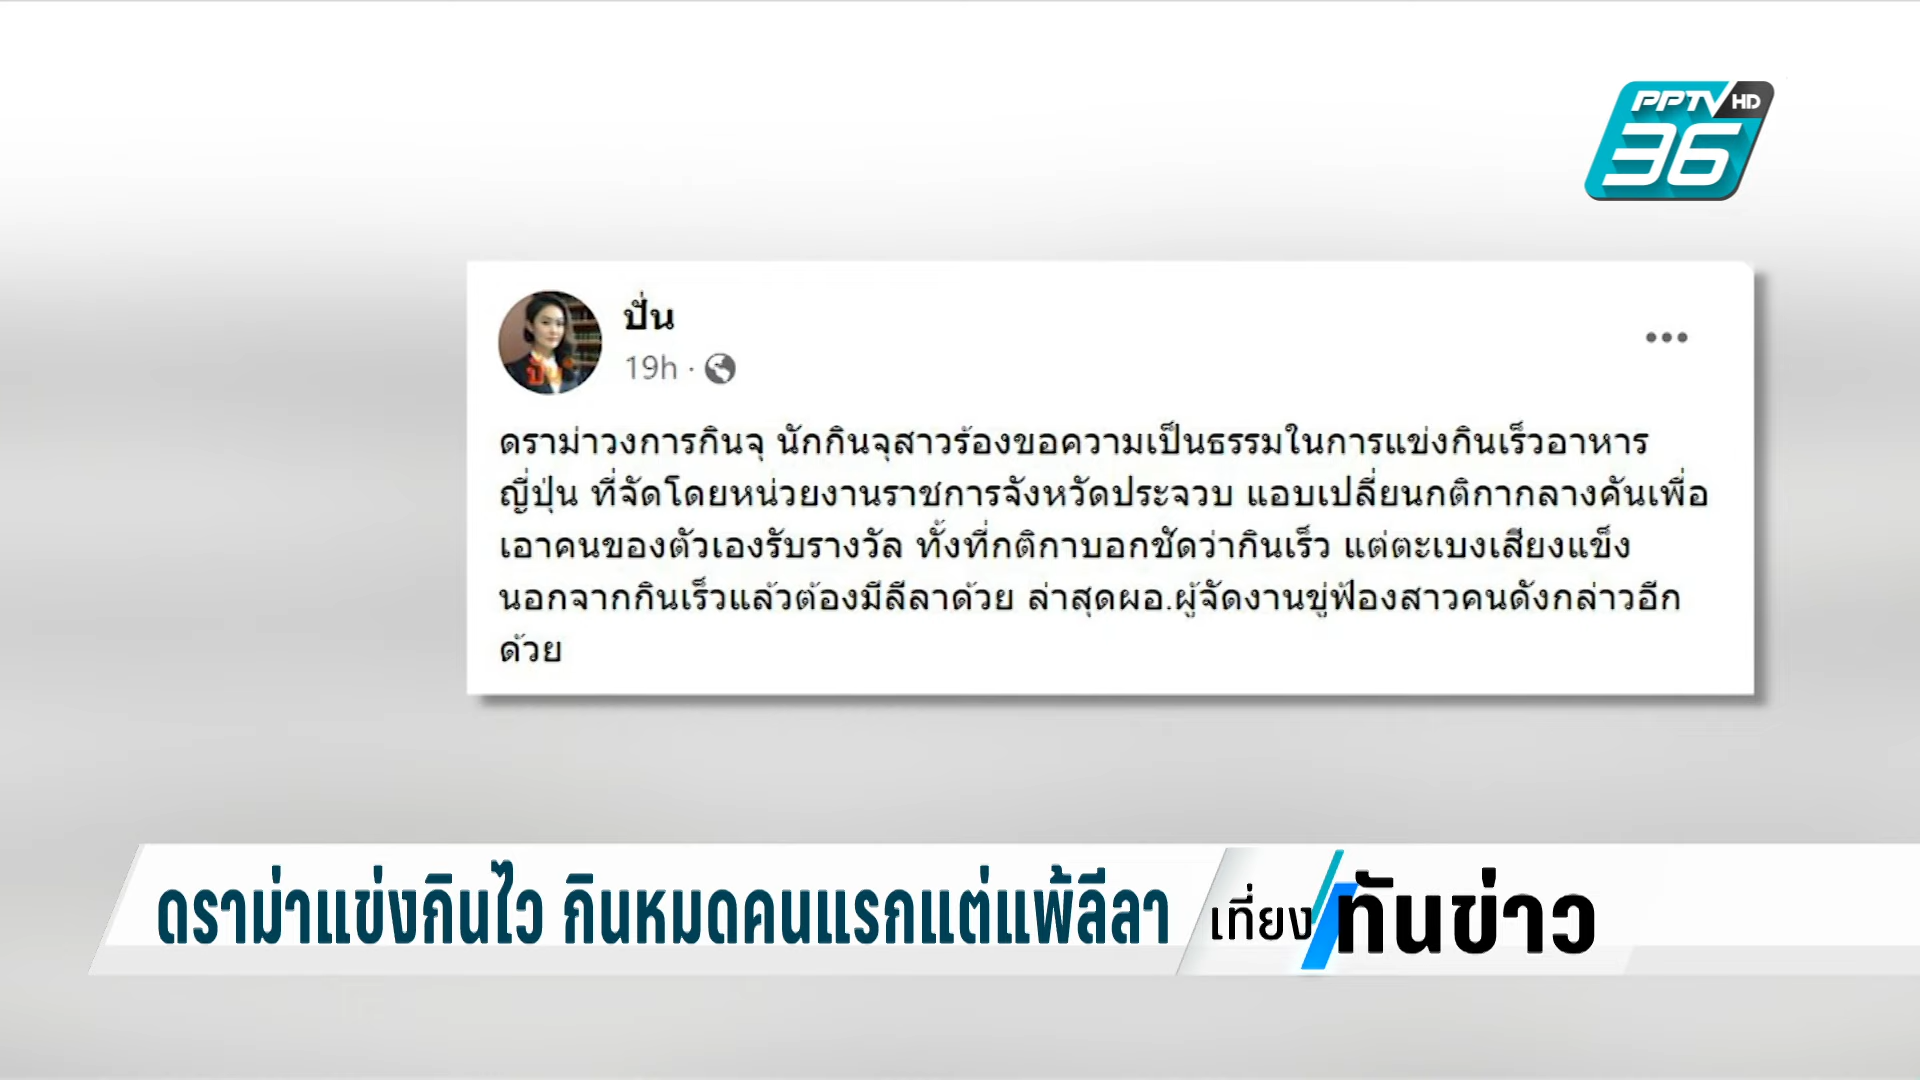 PPTV HD
36
ปั่น
19h ·
ดราม่าวงการกินจุ นักกินจุสาวร้องขอความเป็นธรรมในการแข่งกินเร็วอาหาร
ญี่ปุ่น ที่จัดโดยหน่วยงานราชการจังหวัดประจวบ แอบเปลี่ยนกติกากลางคันเพื่อ
เอาคนของตัวเองรับรางวัล ทั้งที่กติกาบอกชัดว่ากินเร็ว แต่ตะเบงเสียงแข็ง
นอกจากกินเร็วแล้วต้องมีลีลาด้วย ล่าสุดผอ.ผู้จัดงานขู่ฟ้องสาวคนดังกล่าวอีก
ด้วย
ดราม่าแข่งกินไว กินหมดคนแรกแต่แพ้ลีลา
เที่ยงทันข่าว